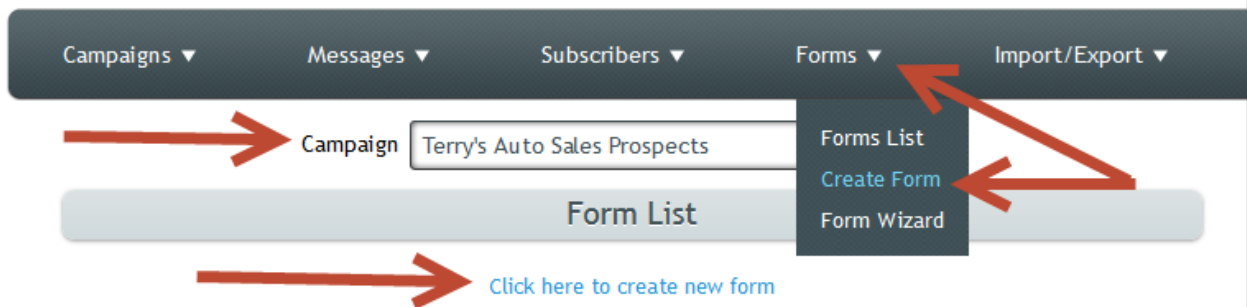 Campaigns ▼ Messages ▼ Subscribers ▼ Forms ▼ Import/Export ▼
Campaign Terry's Auto Sales Prospects
Forms List
Create Form
Form Wizard
Form List
Click here to create new form